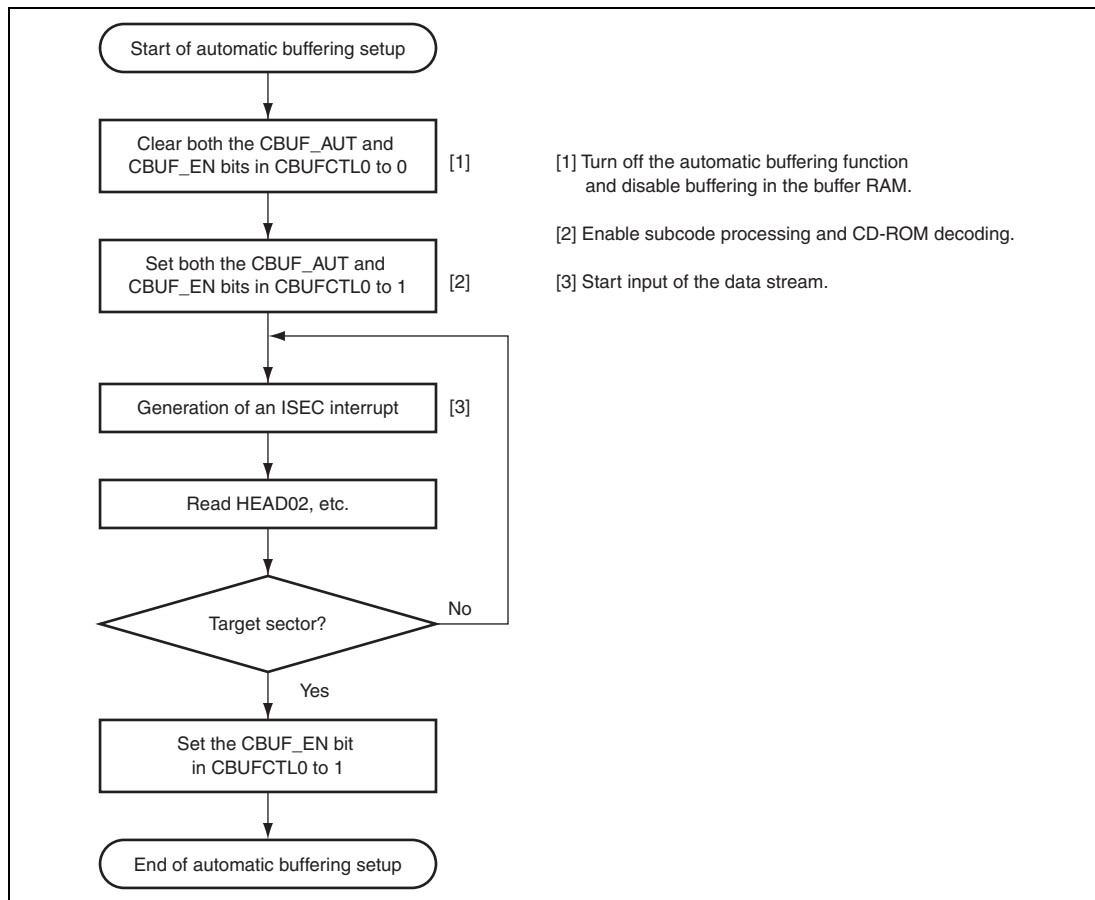 Start of automatic buffering setup
Clear both the CBUF_AUT and
CBUF_EN bits in CBUFCTL0 to 0
[1]
[1] Turn off the automatic buffering function
and disable buffering in the buffer RAM.
[2] Enable subcode processing and CD-ROM decoding.
Set both the CBUF_AUT and
CBUF_EN bits in CBUFCTL0 to 1
[2]
[3] Start input of the data stream.
Generation of an ISEC interrupt
[3]
Read HEAD02, etc.
Target sector?
No
Yes
Set the CBUF_EN bit
in CBUFCTL0 to 1
End of automatic buffering setup